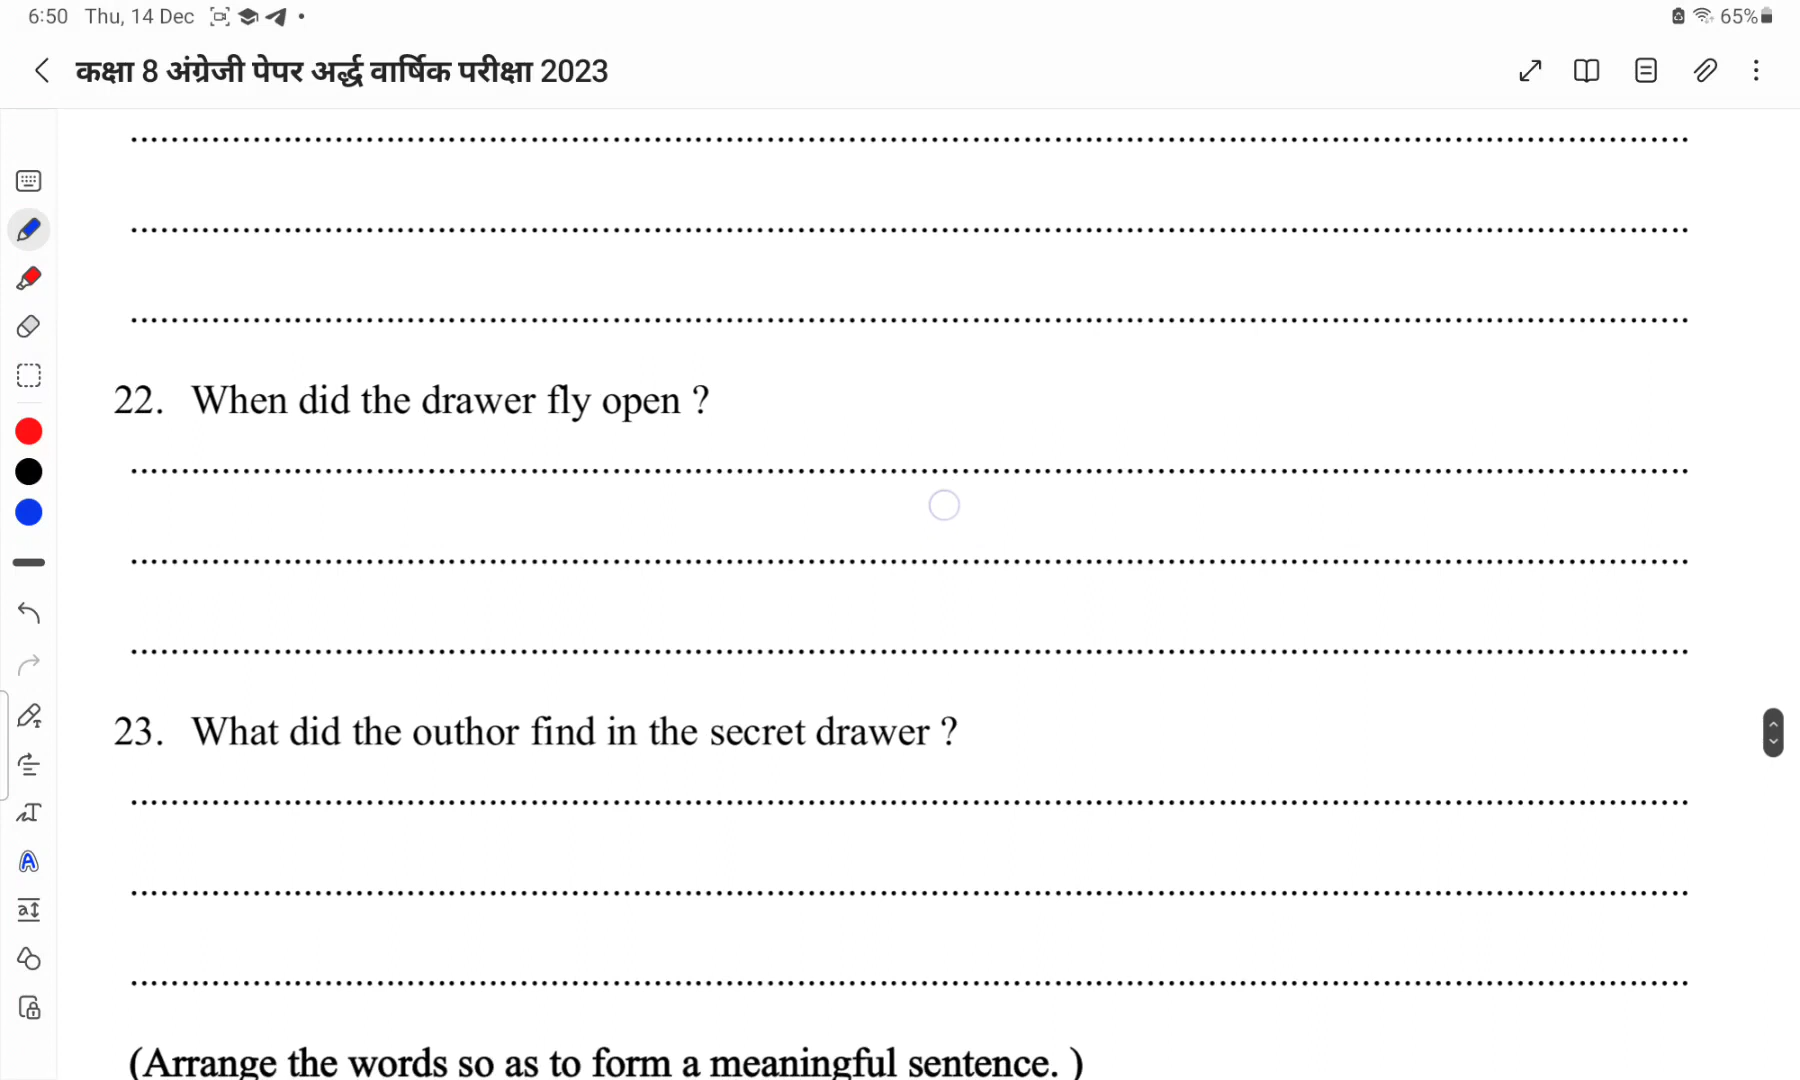 6:50 Thu, 14 Dec
65%
कक्षा 8 अंग्रेजी पेपर अर्द्ध वार्षिक परीक्षा 2023
22. When did the drawer fly open ?
23. What did the outhor find in the secret drawer ?
(Arrange the words so as to form a meaningful sentence. )